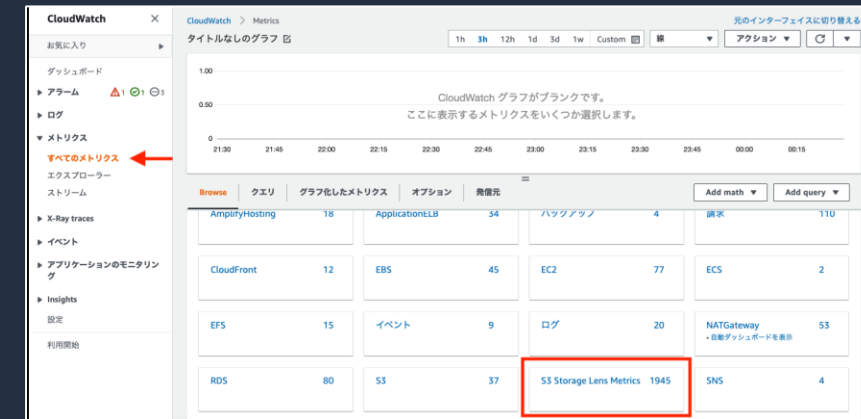 CloudWatch ×
お気に入り
ダッシュボード
アラーム 1 1 3
ログ
メトリクス
すべてのメトリクス
エクスプローラー
ストリーム
X-Ray traces
イベント
アプリケーションのモニタリン
グ
Insights
設定
利用開始
CloudWatch > Metrics
元のインターフェイスに切り替える
タイトルなしのグラフ
1h 3h 12h 1d 3d 1w Custom 線 アクション
1.00
0.50
0
CloudWatch グラフがブランクです。
ここに表示するメトリクスをいくつか選択します。
21:30 21:45 22:00 22:15 22:30 22:45 23:00 23:15 23:30 23:45 00:00 00:15
Browse クエリ グラフ化したメトリクス オプション 発信元 Add math Add query
AmplifyHosting 18 ApplicationELB 34 バックアップ 4 請求 110
CloudFront 12 EBS 45 EC2 77 ECS 2
EFS 15 イベント 9 ログ 20 NATGateway 53
・自動ダッシュボードを表示
RDS 80 S3 37 S3 Storage Lens Metrics 1945 SNS 4